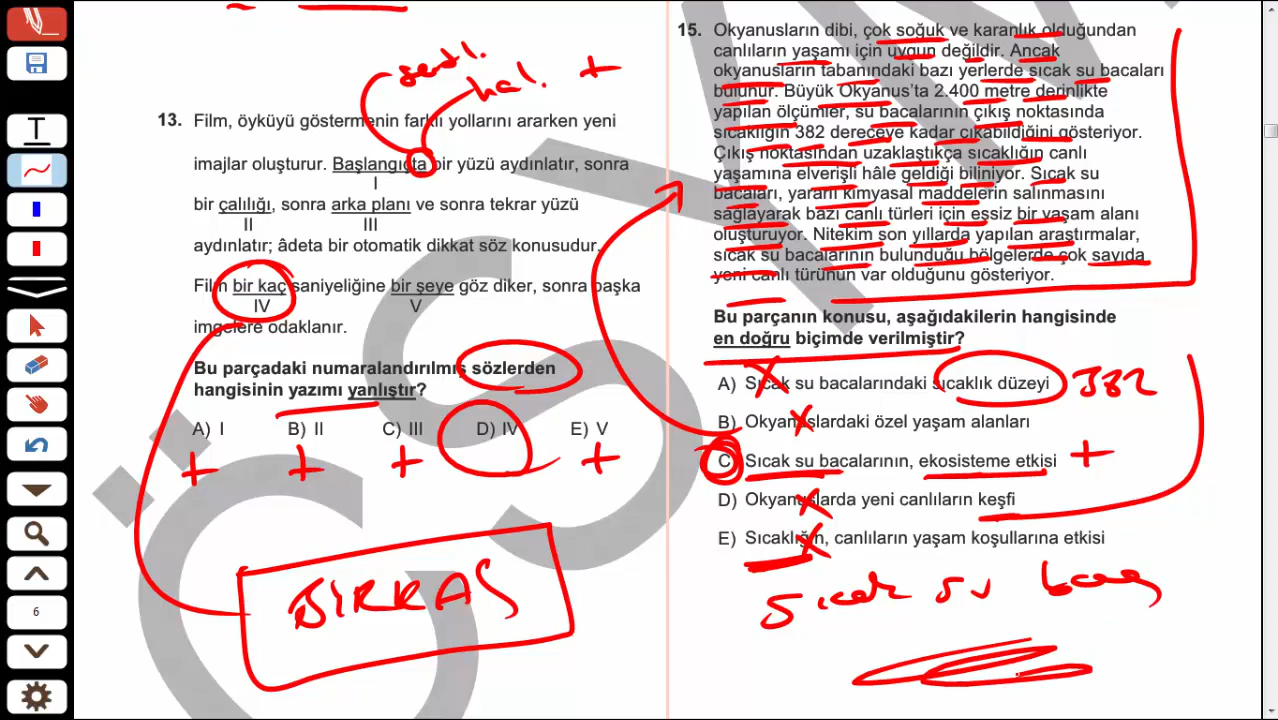 13. Film, öyküyü göstermenin farklı yollarını ararken yeni
imajlar oluşturur. Başlangıçta bir yüzü aydınlatır, sonra
I
bir çalılığı, sonra arka planı ve sonra tekrar yüzü
II III
aydınlatır; âdeta bir otomatik dikkat söz konusudur.
Film bir kaç saniyeliğine bir şeye göz diker, sonra başka
IV V
imgelere odaklanır.
Bu parçadaki numaralandırılmış sözlerden
hangisinin yazımı yanlıştır?
A) I B) II C) III D) IV E) V
BİRKAÇ
15. Okyanusların dibi, çok soğuk ve karanlık olduğundan
canlıların yaşamı için uygun değildir. Ancak
okyanusların tabanındaki bazı yerlerde sıcak su bacaları
bulunur. Büyük Okyanus’ta 2.400 metre derinlikte
yapılan ölçümler, su bacalarının çıkış noktasında
sıcaklığın 382 dereceye kadar çıkabildiğini gösteriyor.
Çıkış noktasından uzaklaştıkça sıcaklığın canlı
yaşamına elverişli hâle geldiği biliniyor. Sıcak su
bacaları, yararlı kimyasal maddelerin salınmasını
sağlayarak bazı canlı türleri için eşsiz bir yaşam alanı
oluşturuyor. Nitekim son yıllarda yapılan araştırmalar,
sıcak su bacalarının bulunduğu bölgelerde çok sayıda
yeni canlı türünün var olduğunu gösteriyor.
Bu parçanın konusu, aşağıdakilerin hangisinde
en doğru biçimde verilmiştir?
A) Sıcak su bacalarındaki sıcaklık düzeyi 382
B) Okyanuslardaki özel yaşam alanları
C) Sıcak su bacalarının, ekosisteme etkisi +
D) Okyanuslarda yeni canlıların keşfi
E) Sıcaklığın, canlıların yaşam koşullarına etkisi
sıcak su
T
6